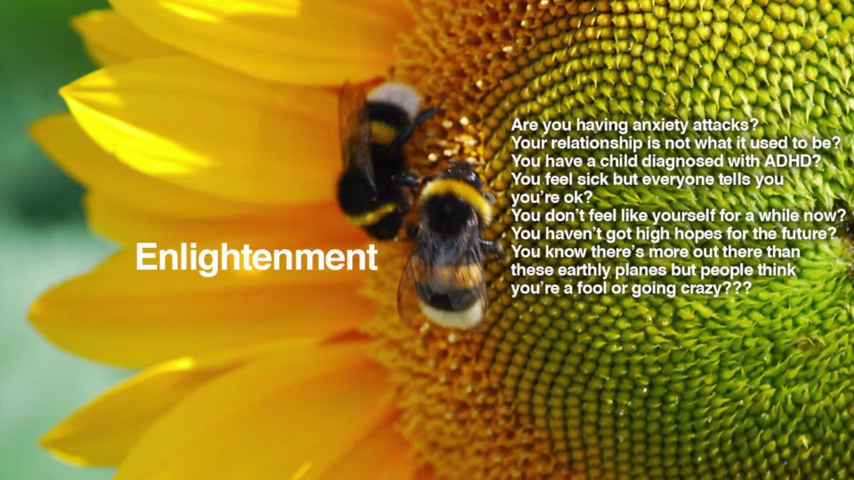 Enlightenment
Are you having anxiety attacks?
Your relationship is not what it used to be?
You have a child diagnosed with ADHD?
You feel sick but everyone tells you
you're ok?
You don't feel like yourself for a while now?
You haven't got high hopes for the future?
You know there's more out there than
these earthly planes but people think
you're a fool or going crazy???